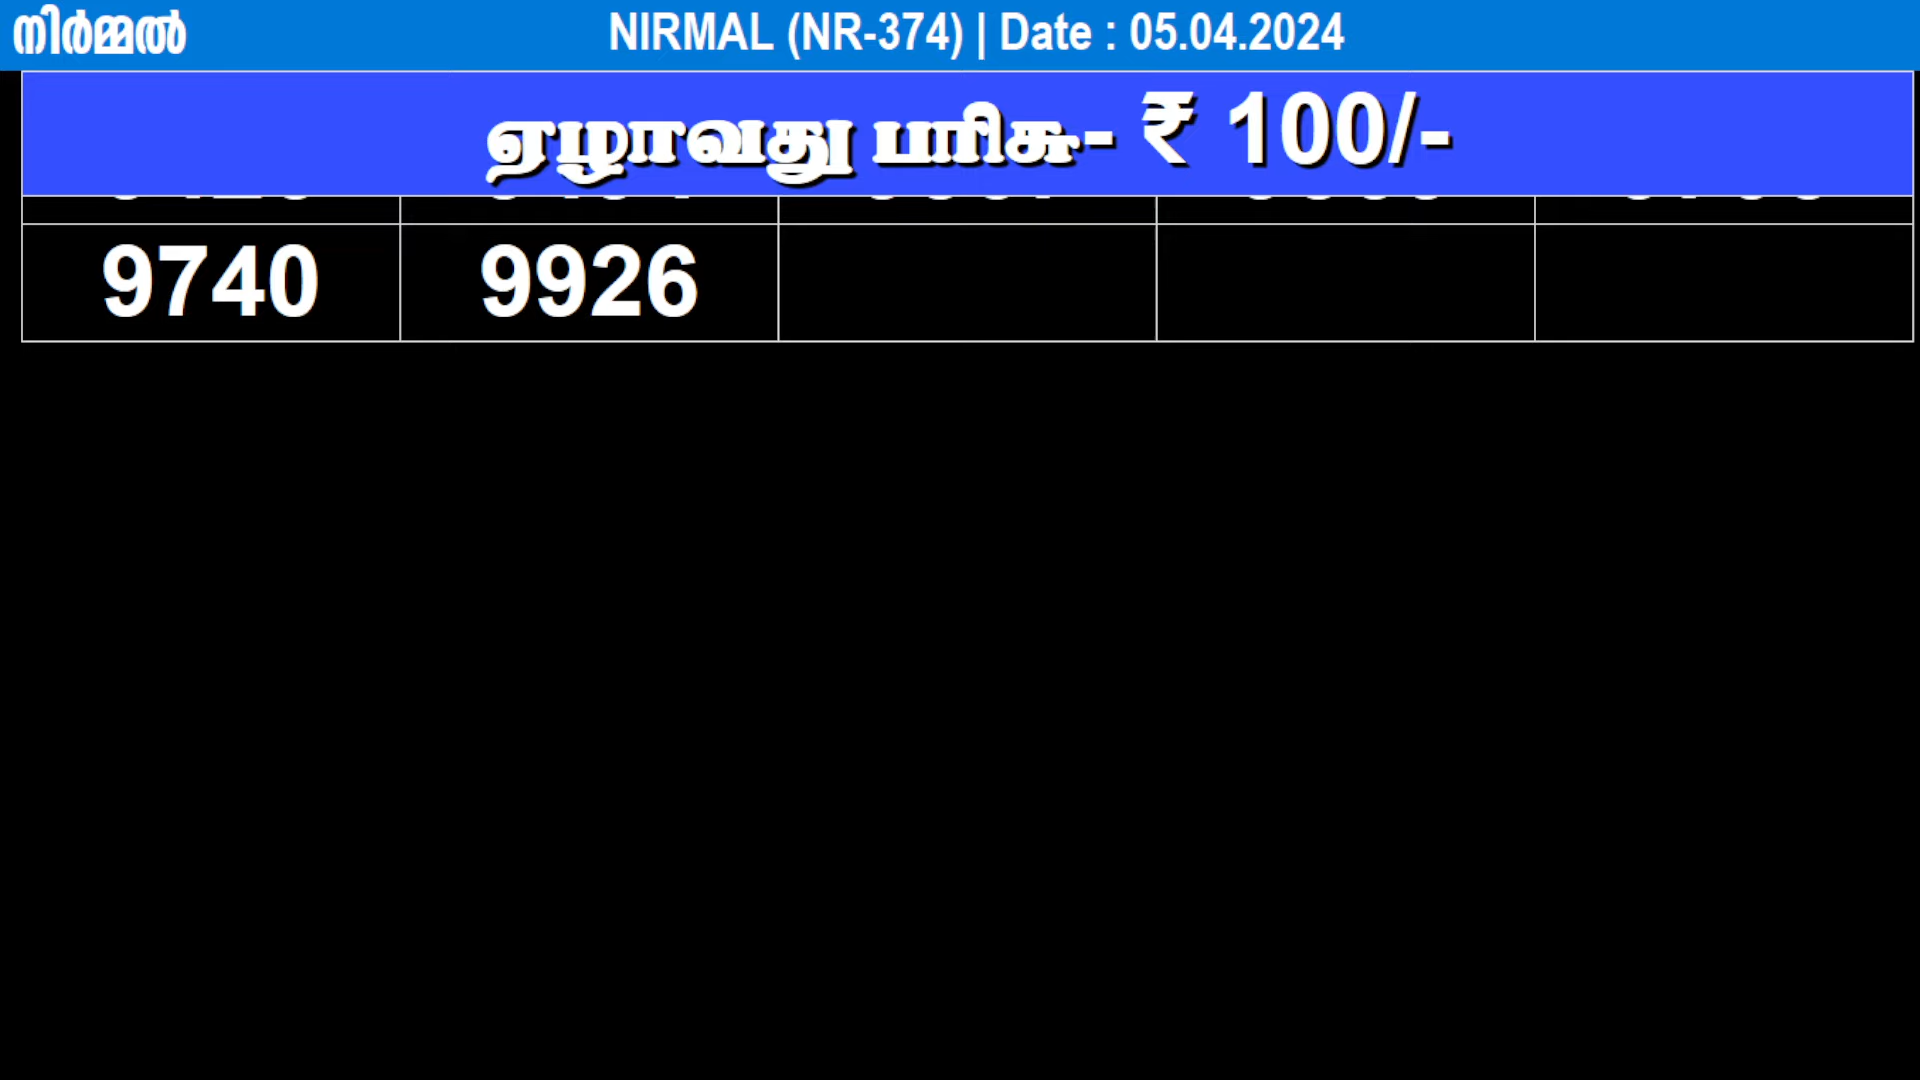 നിർമ്മൽ NIRMAL (NR-374) | Date : 05.04.2024
ஏழாவது பரிசு- ₹ 100/-
9740 9926